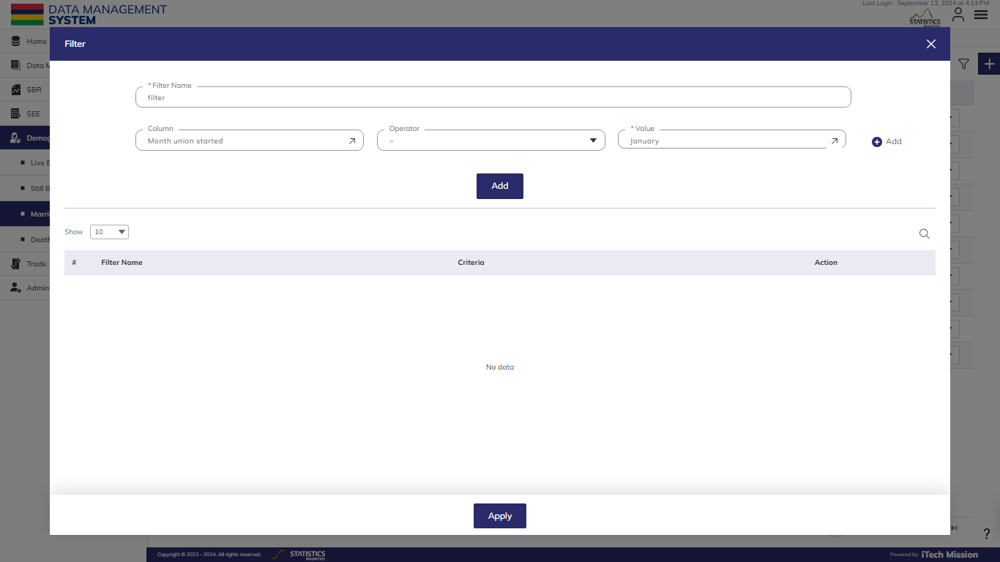 Last Login : September 13, 2024 at 4:14 PM
DATA MANAGEMENT
SYSTEM
STATISTICS
MAURITIUS
Home
Data M
SBR
SEE
Demog
Live B
Still B
Marri
Death
Trade
Admin
Filter
* Filter Name
filter
Column
Month union started
Operator
=
* Value
January
Add
Add
Show 10
# Filter Name Criteria Action
No data
Apply
?
Copyright © 2022 - 2024. All rights reserved.
STATISTICS
MAURITIUS
Powered by iTech Mission